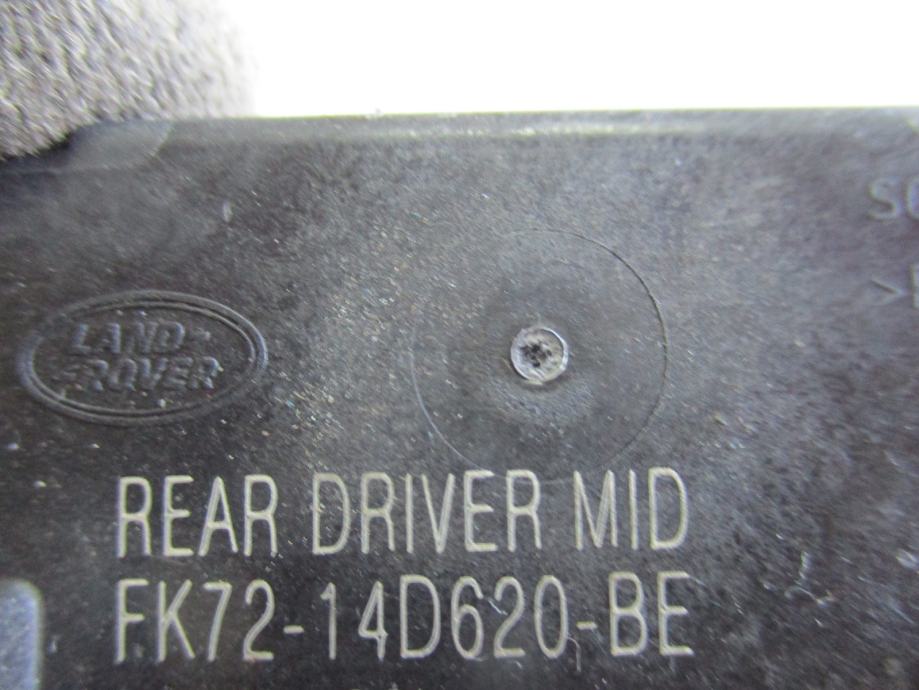 LAND-
ROVER
REAR DRIVER MID
FK72-14D620-BE